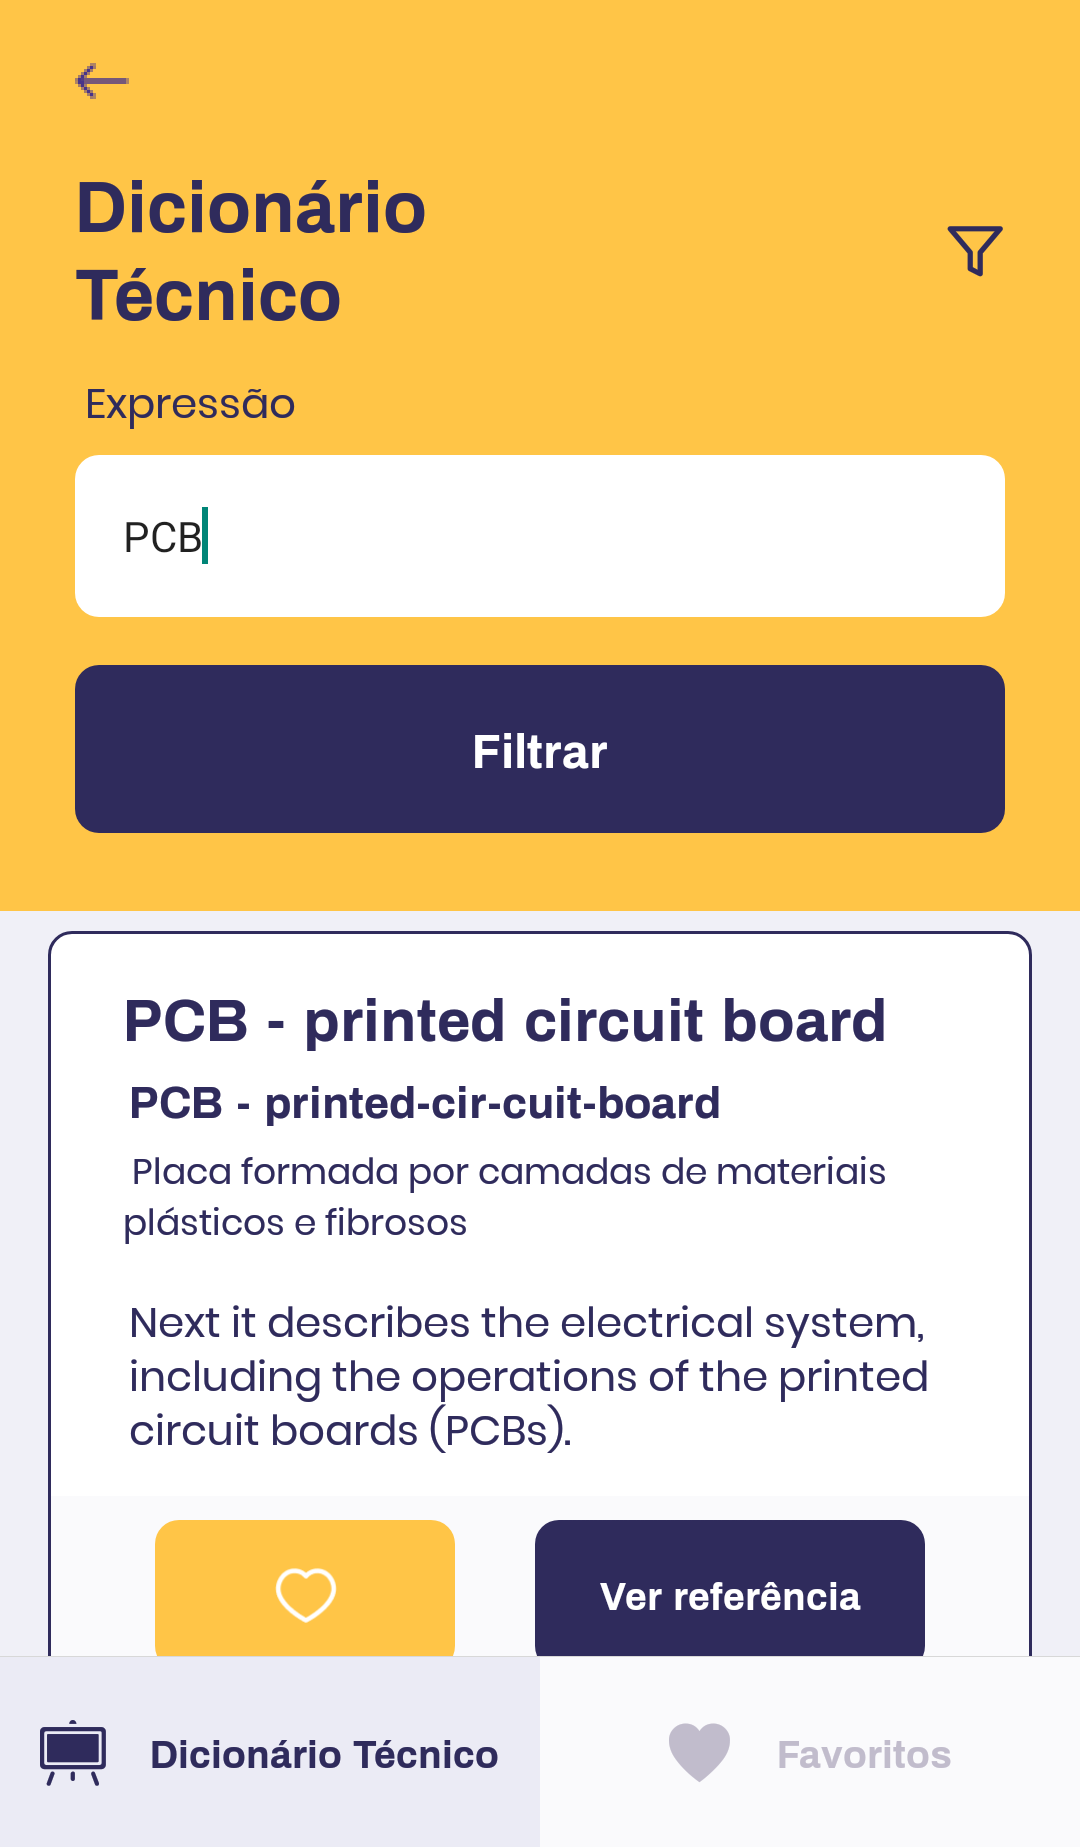 Dicionário
Técnico
Expressão
PCB
Filtrar
PCB - printed circuit board
PCB - printed-cir-cuit-board
Placa formada por camadas de materiais
plásticos e fibrosos
Next it describes the electrical system,
including the operations of the printed
circuit boards (PCBs).
Ver referência
Dicionário Técnico
Favoritos